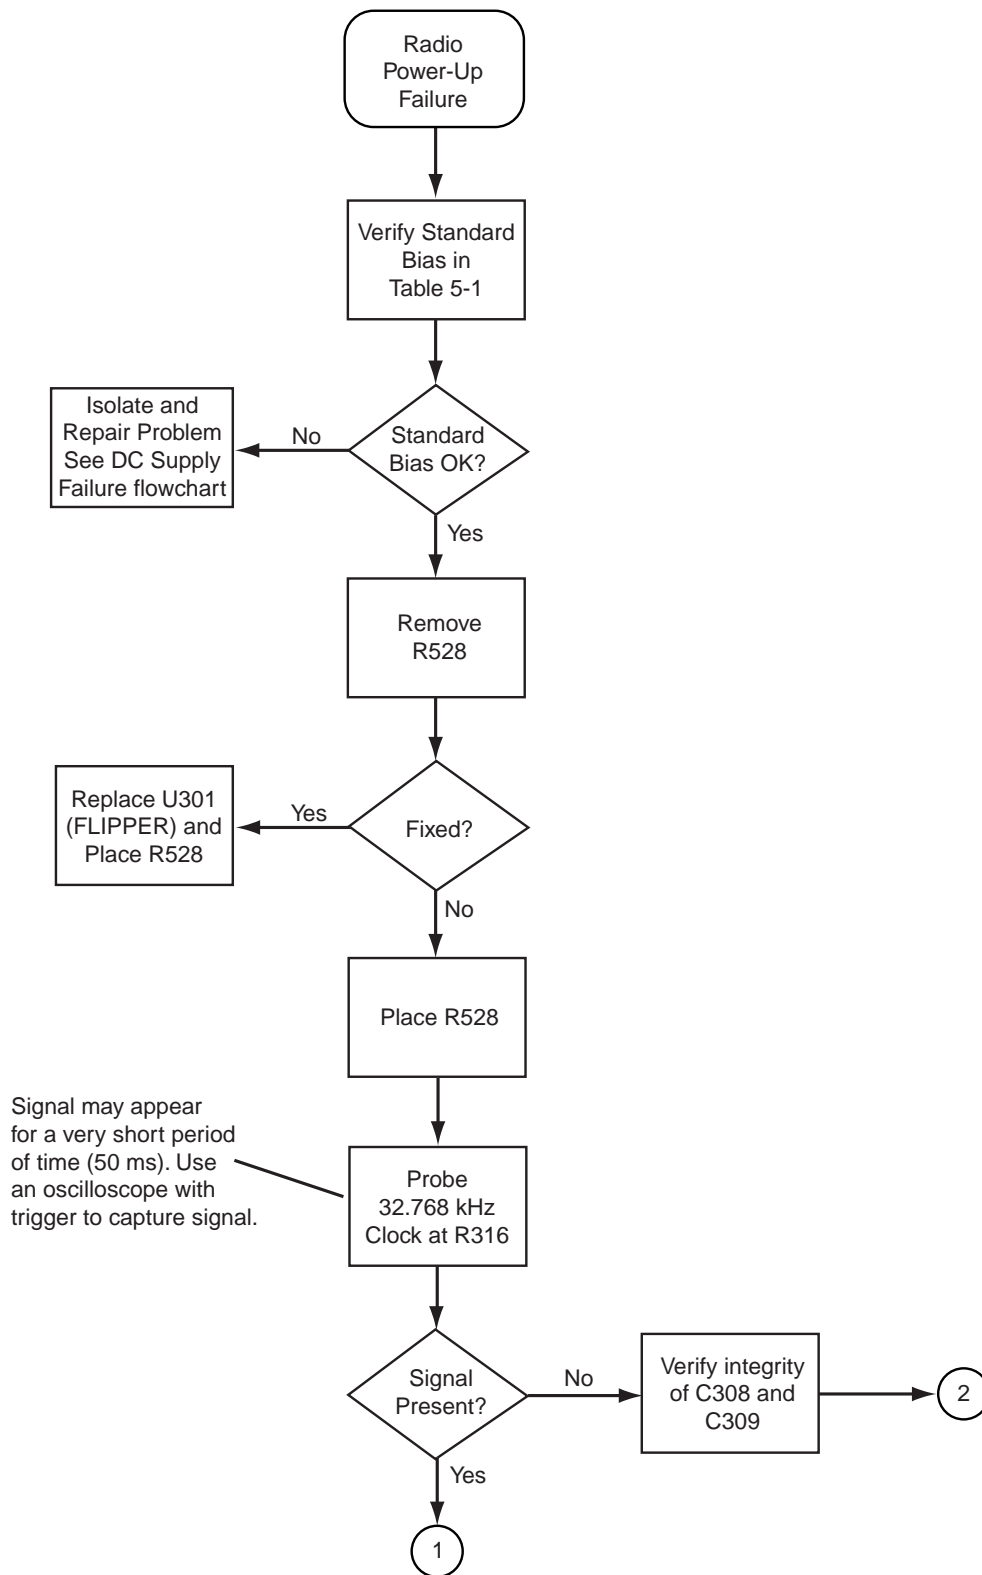 Radio
Power-Up
Failure
Verify Standard
Bias in
Table 5-1
Isolate and
Repair Problem
See DC Supply
Failure flowchart
No
Standard
Bias OK?
Yes
Remove
R528
Replace U301
(FLIPPER) and
Place R528
Yes
Fixed?
No
Place R528
Signal may appear
for a very short period
of time (50 ms). Use
an oscilloscope with
trigger to capture signal.
Probe
32.768 kHz
Clock at R316
Signal
Present?
No
Verify integrity
of C308 and
C309
2
Yes
1